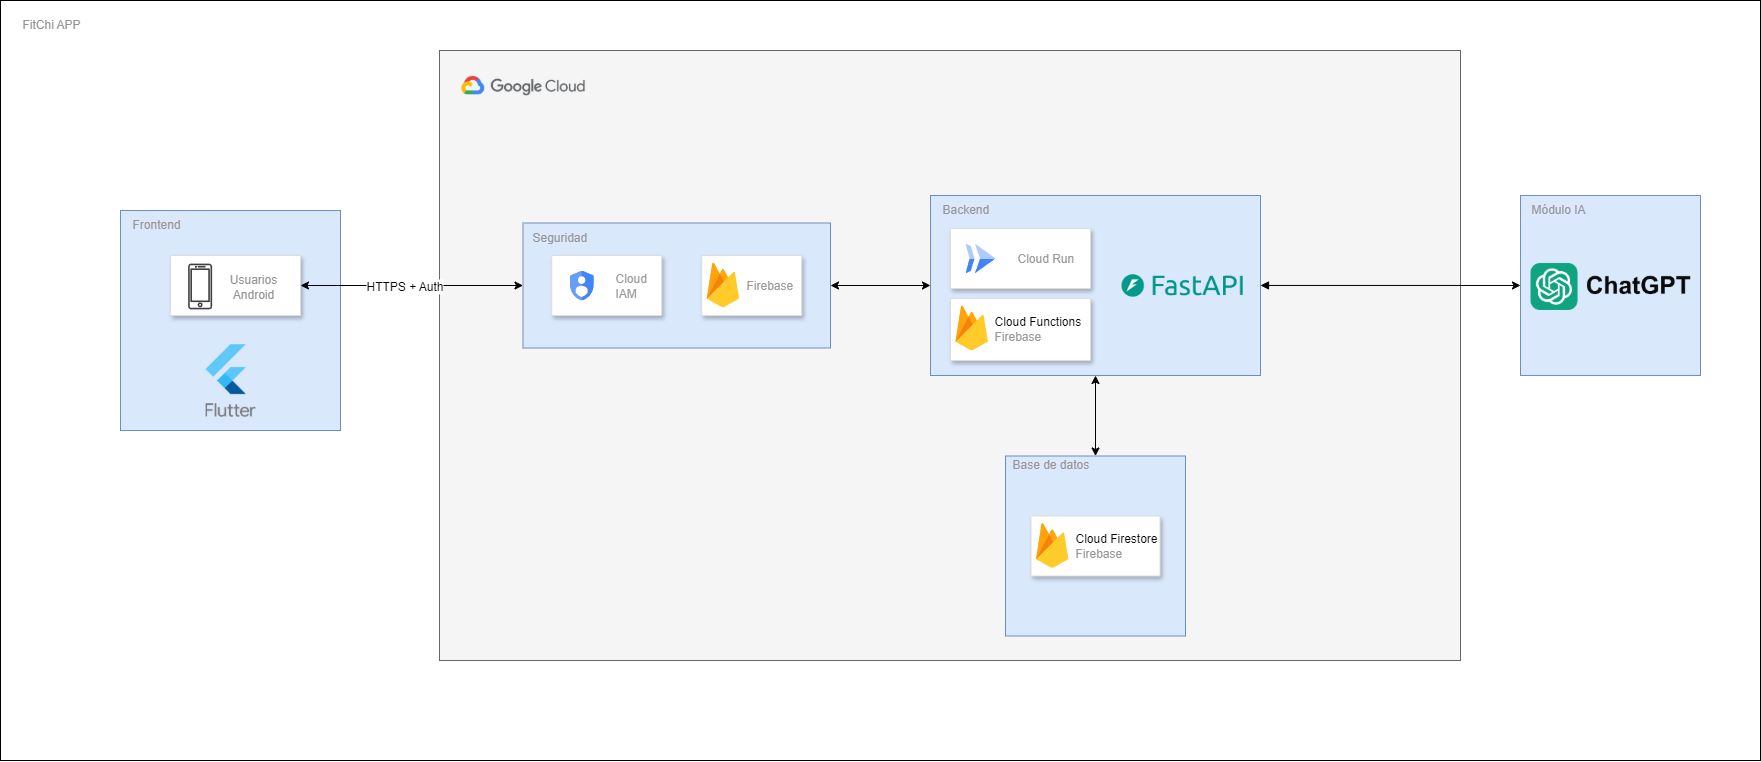 FitChi APP
Google Cloud
Frontend
Usuarios
Android
Flutter
HTTPS + Auth
Seguridad
Cloud
IAM
Firebase
Backend
Cloud Run
Cloud Functions
Firebase
FastAPI
Base de datos
Cloud Firestore
Firebase
Módulo IA
ChatGPT